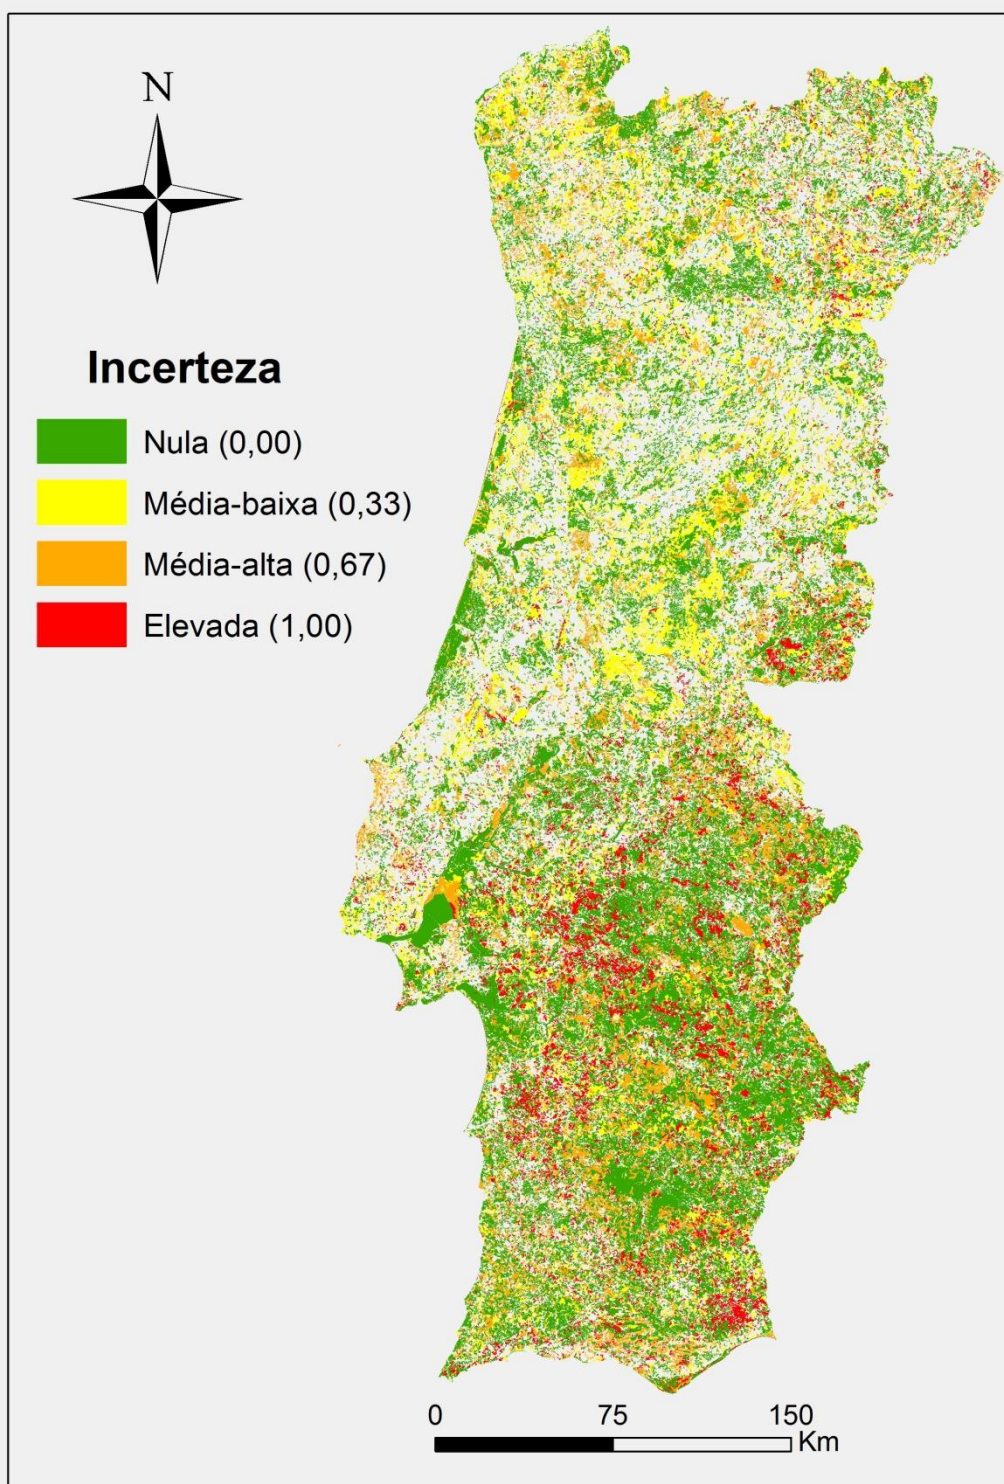 N
Incerteza
Nula (0,00)
Média-baixa (0,33)
Média-alta (0,67)
Elevada (1,00)
0 75 150
Km